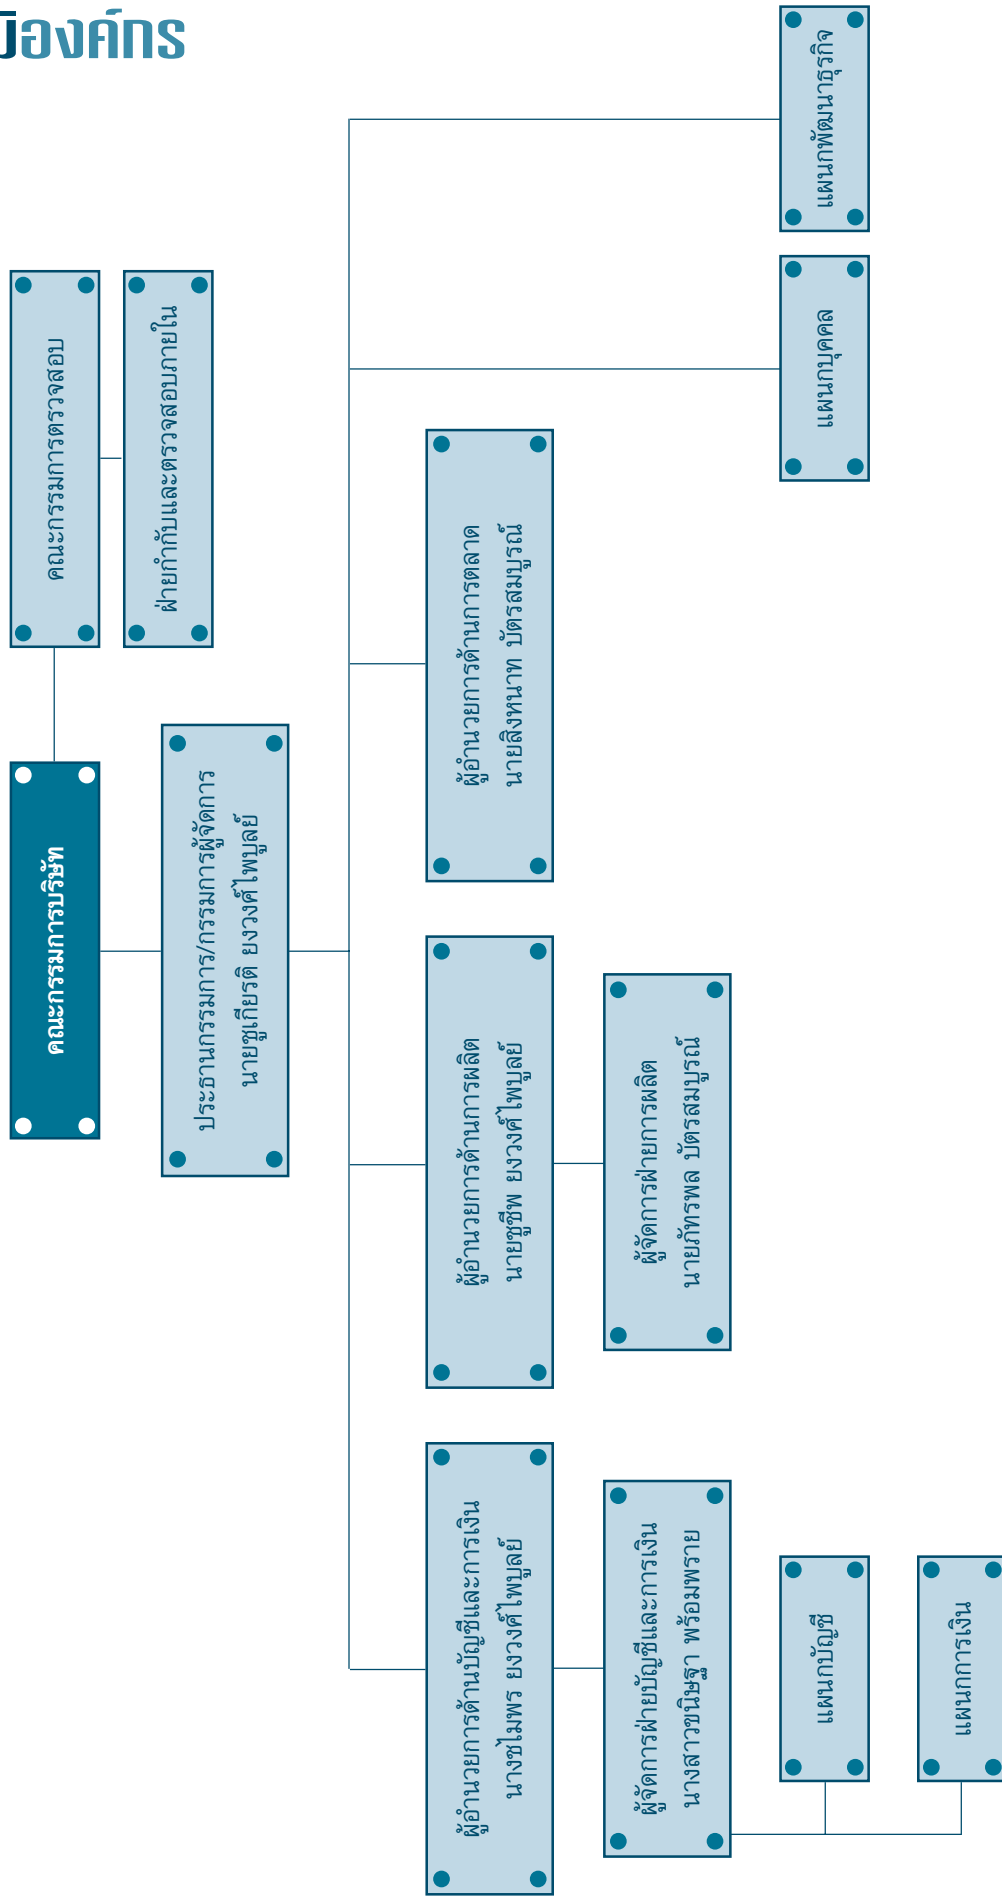 องค์กร
คณะกรรมการบริษัท
คณะกรรมการตรวจสอบ
ฝ่ายกำกับและตรวจสอบภายใน
ประธานกรรมการ/กรรมการผู้จัดการ
นายชูเกียรติ ยงวงศ์ไพบูลย์
ผู้อำนวยการด้านบัญชีและการเงิน
นางชไมพร ยงวงศ์ไพบูลย์
ผู้อำนวยการด้านการผลิต
นายชูชีพ ยงวงศ์ไพบูลย์
ผู้อำนวยการด้านการตลาด
นายสิงหนาท บัตรสมบูรณ์
ผู้จัดการฝ่ายบัญชีและการเงิน
นางสาวขนิษฐา พร้อมพราย
ผู้จัดการฝ่ายการผลิต
นายภัทรพล บัตรสมบูรณ์
แผนกบัญชี
แผนกการเงิน
แผนกบุคคล
แผนกพัฒนาธุรกิจ